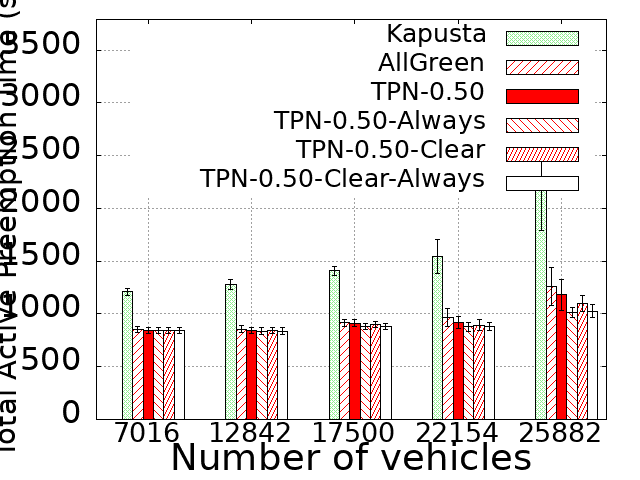 Total Active Preemption Time (s
3500
3000
2500
2000
1500
1000
500
0
Kapusta
AllGreen
TPN-0.50
TPN-0.50-Always
TPN-0.50-Clear
TPN-0.50-Clear-Always
7016 12842 17500 22154 25882
Number of vehicles